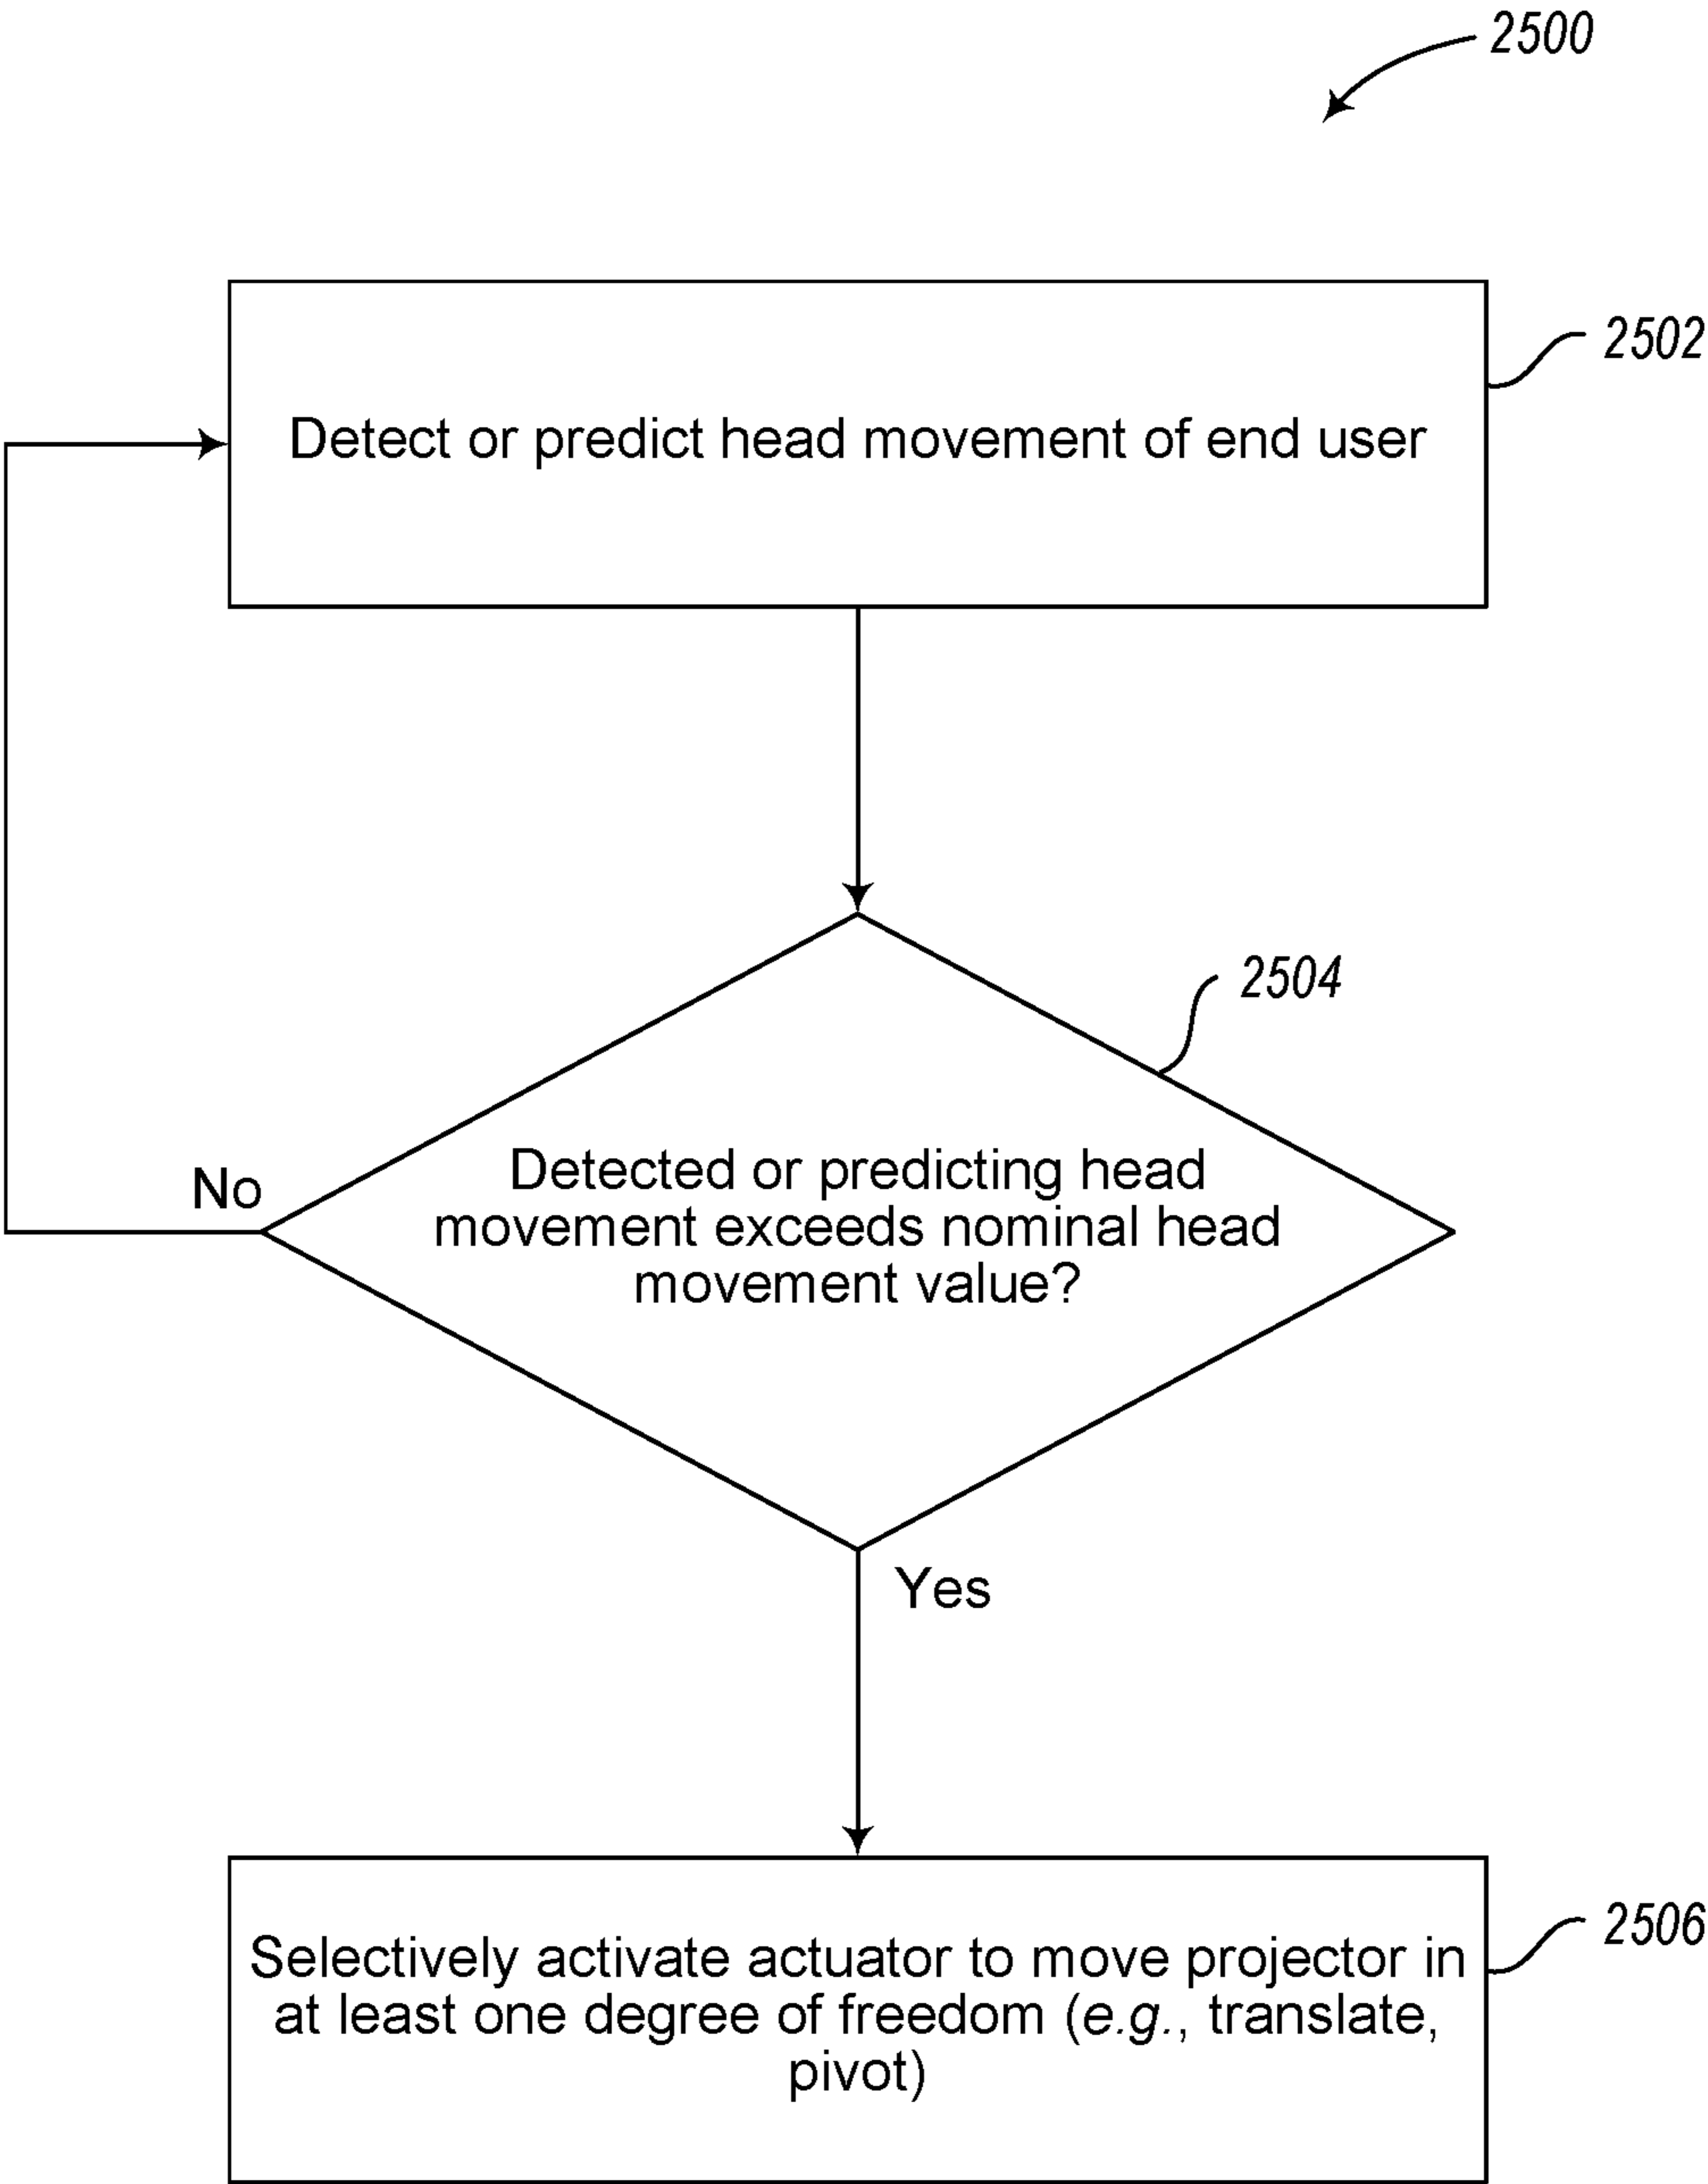 2500
2502
Detect or predict head movement of end user
2504
Detected or predicting head
movement exceeds nominal head
movement value?
No
Yes
2506
Selectively activate actuator to move projector in
at least one degree of freedom (e.g., translate,
pivot)